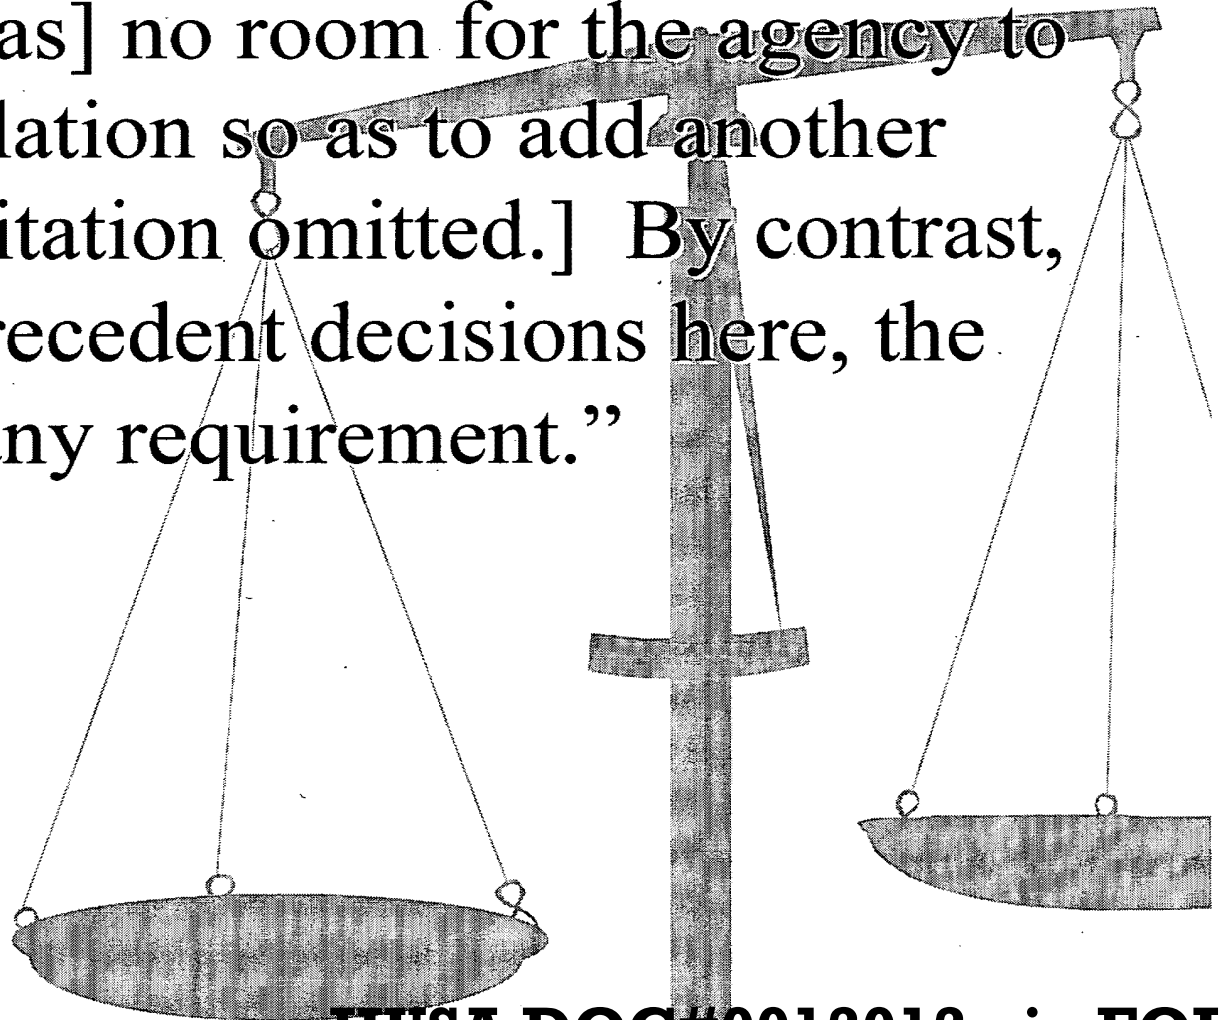 as] no room for the agency to
lation so as to add another
itation omitted.] By contrast,
recedent decisions here, the
ny requirement.”